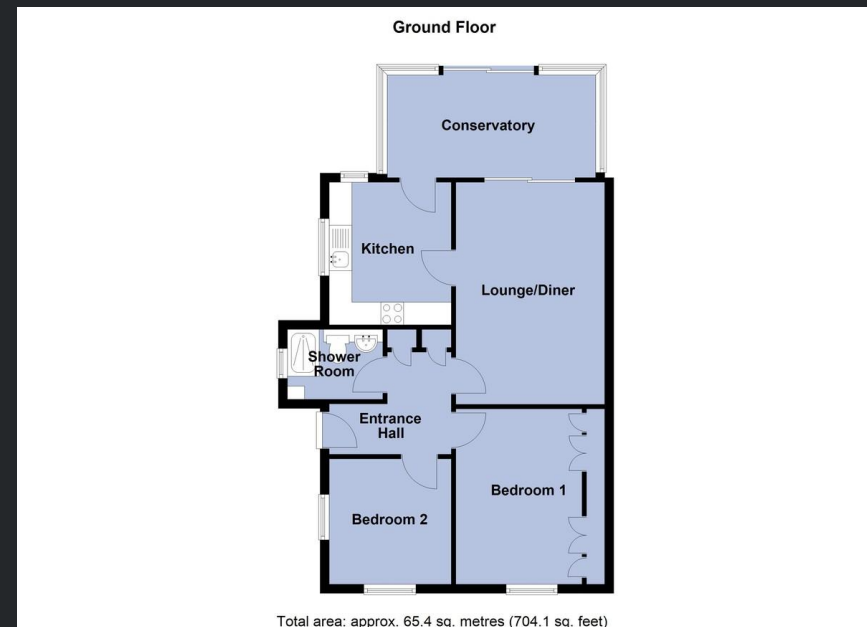 Ground Floor
Conservatory
Kitchen
Lounge/Diner
Shower
Room
Entrance
Hall
Bedroom 1
Bedroom 2
Total area: approx. 65.4 sq. metres (704.1 sq. feet)